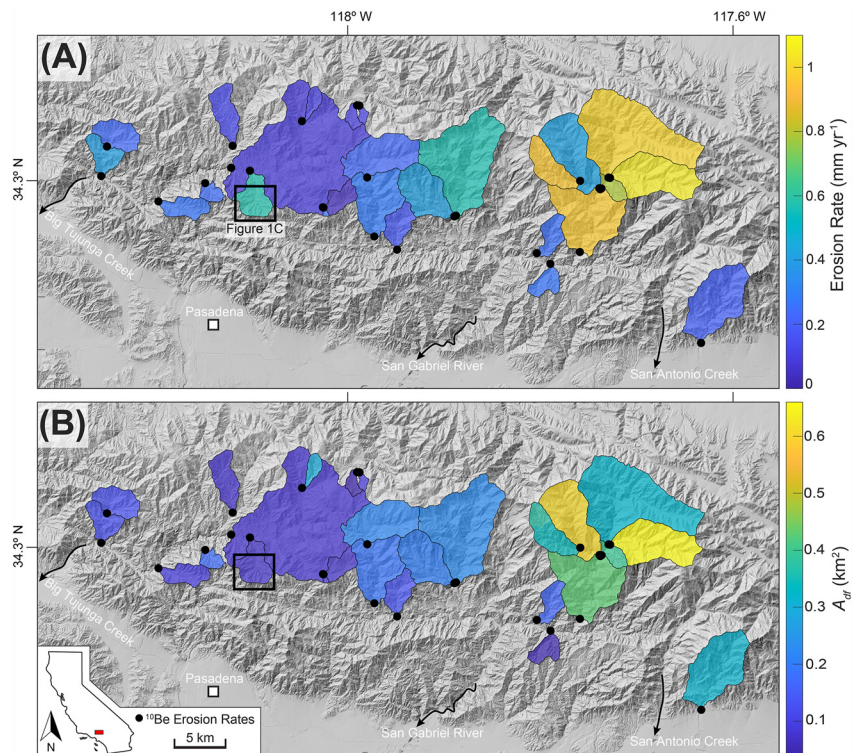 118° W
117.6° W
(A)
34.3° N
Figure 1C
Big Tujunga Creek
Pasadena
San Gabriel River
San Antonio Creek
1
0.8
0.6
0.4
0.2
0
Erosion Rate (mm yr⁻¹)
(B)
34.3° N
Big Tujunga Creek
Pasadena
San Gabriel River
San Antonio Creek
N
¹⁰Be Erosion Rates
5 km
0.6
0.5
0.4
0.3
0.2
0.1
A_df (km²)